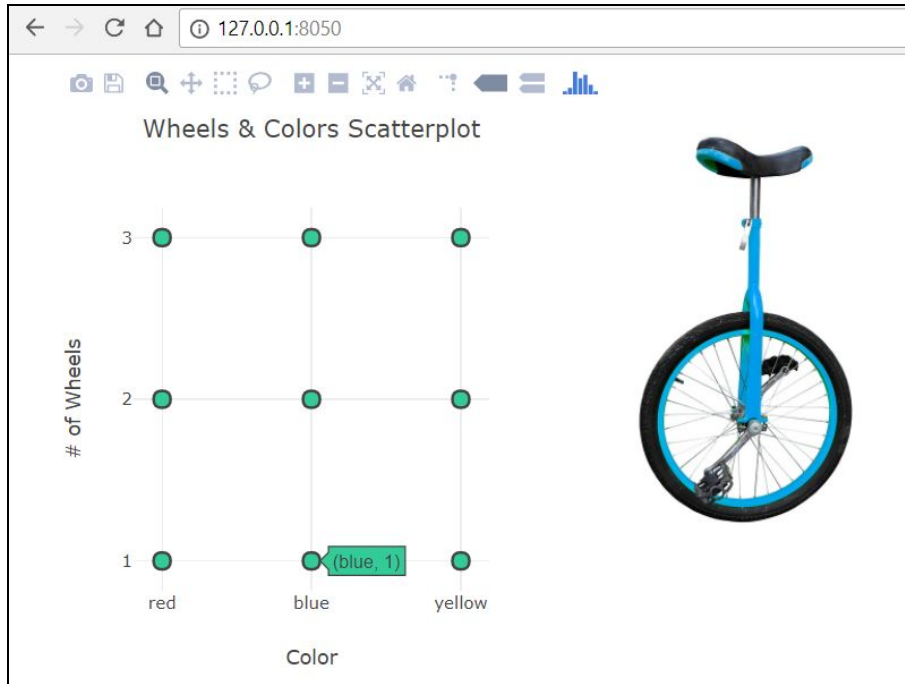 127.0.0.1:8050
Wheels & Colors Scatterplot
# of Wheels
3
2
1
(blue, 1)
red blue yellow
Color